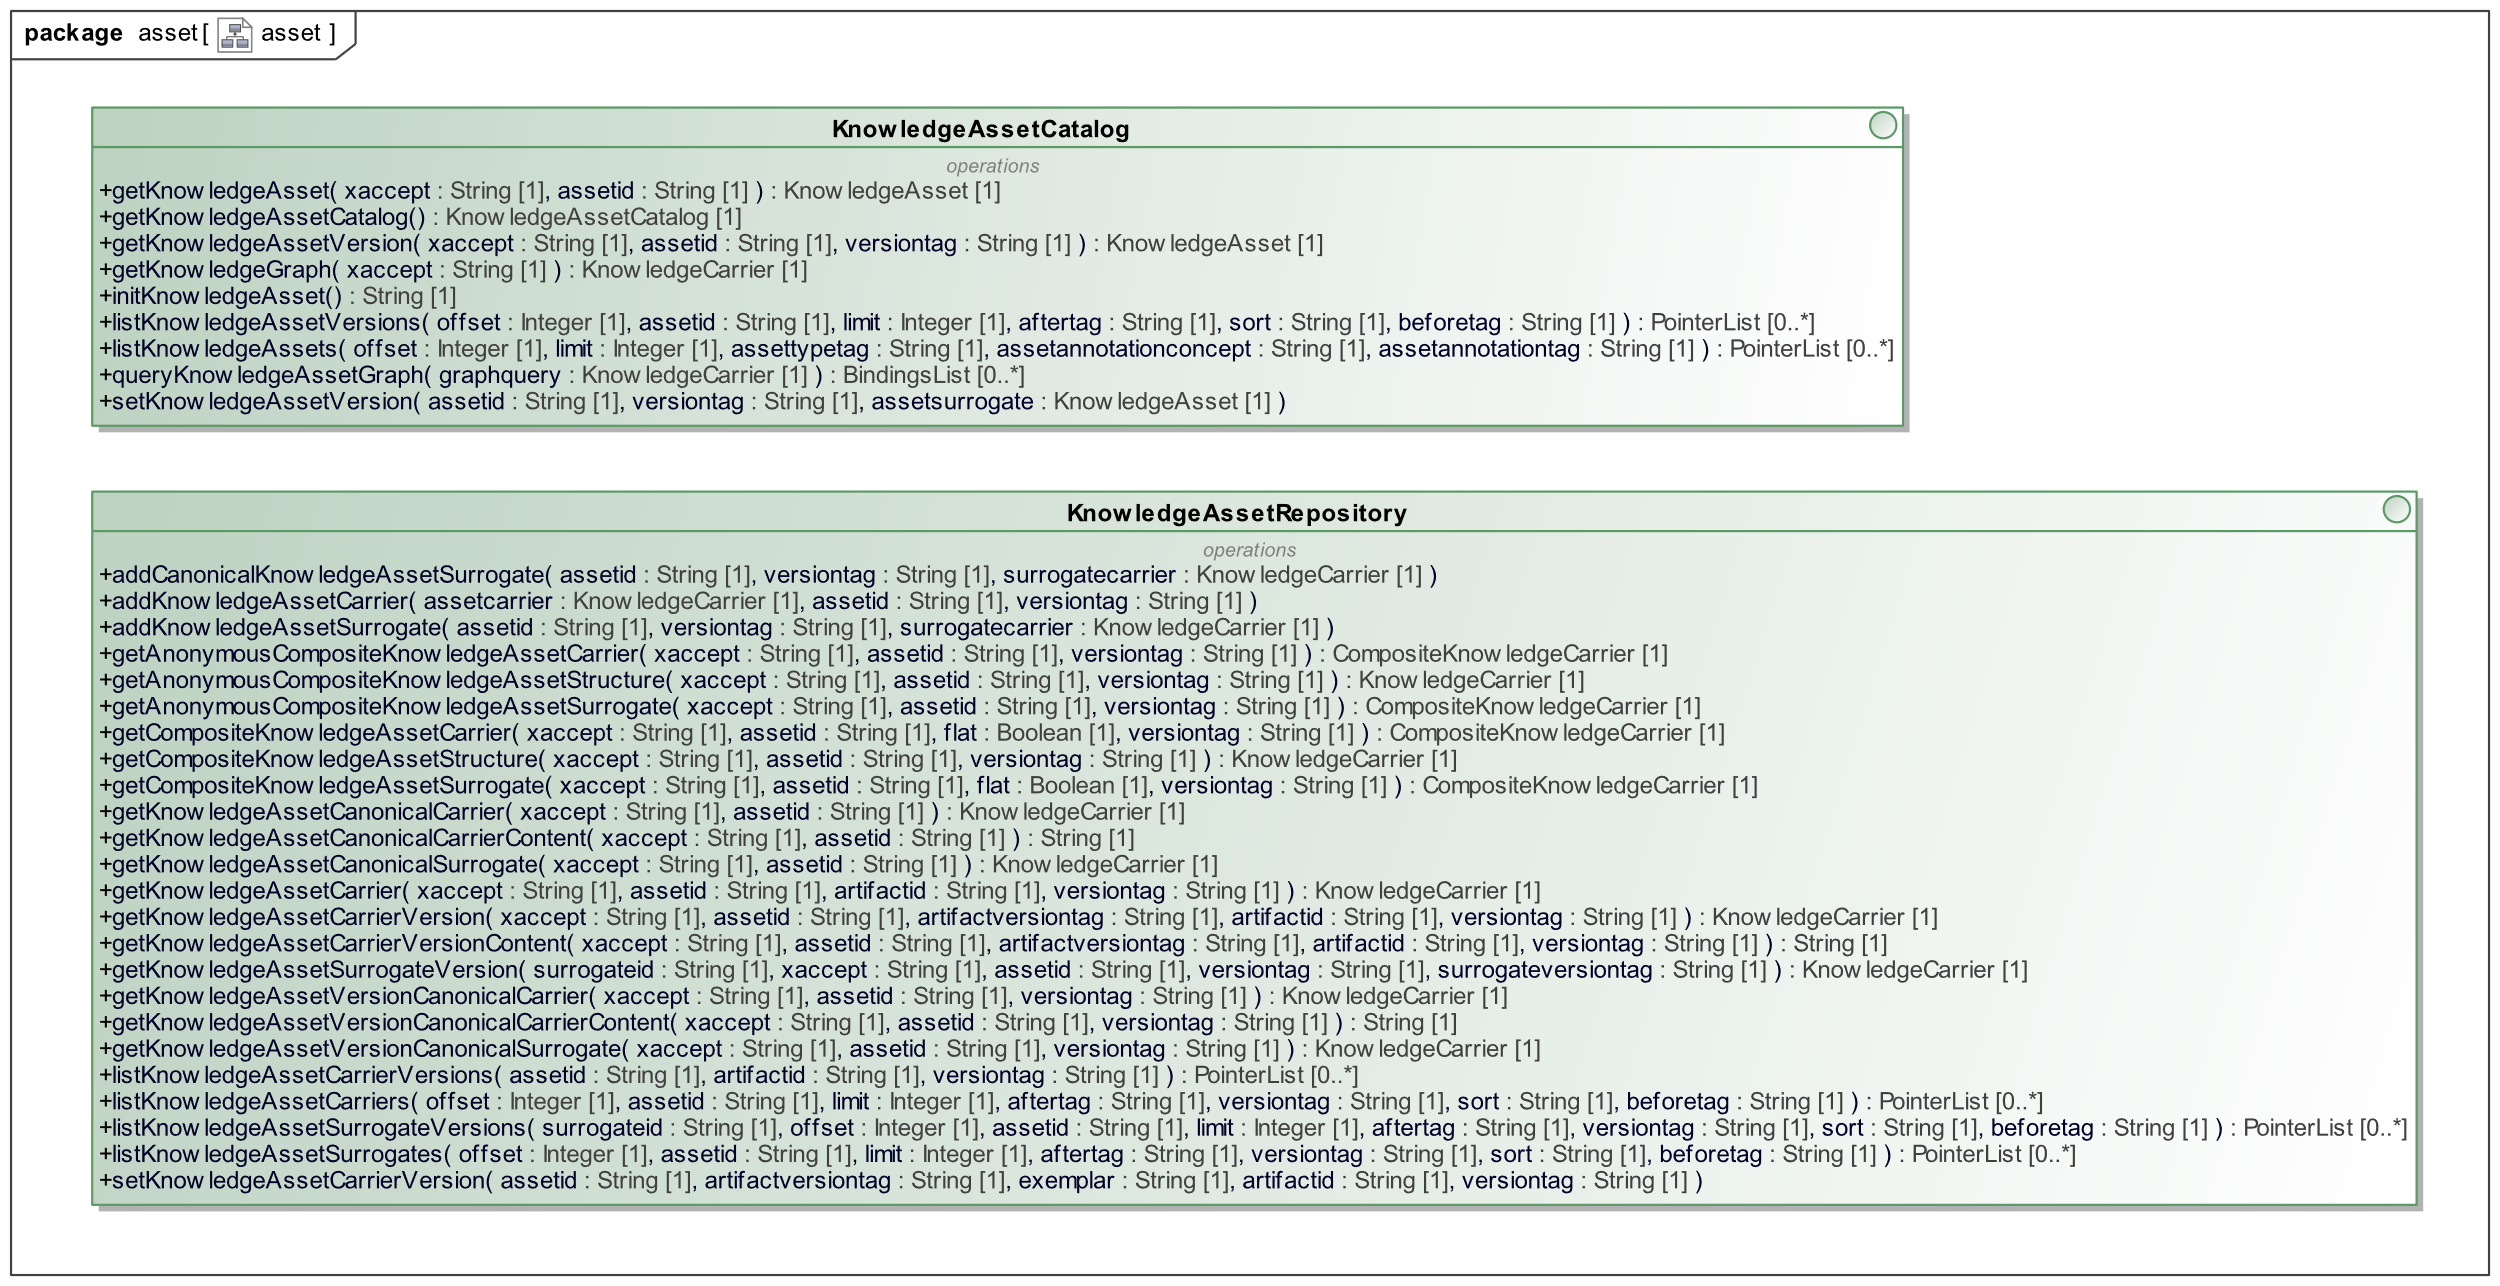 package asset [ asset ]
KnowledgeAssetCatalog
operations
+getKnowledgeAsset( xaccept : String [1], assetid : String [1] ) : KnowledgeAsset [1]
+getKnowledgeAssetCatalog() : KnowledgeAssetCatalog [1]
+getKnowledgeAssetVersion( xaccept : String [1], assetid : String [1], versiontag : String [1] ) : KnowledgeAsset [1]
+getKnowledgeGraph( xaccept : String [1] ) : KnowledgeCarrier [1]
+initKnowledgeAsset() : String [1]
+listKnowledgeAssetVersions( offset : Integer [1], assetid : String [1], limit : Integer [1], aftertag : String [1], sort : String [1], beforetag : String [1] ) : PointerList [0..*]
+listKnowledgeAssets( offset : Integer [1], limit : Integer [1], assettypetag : String [1], assetannotationconcept : String [1], assetannotationtag : String [1] ) : PointerList [0..*]
+queryKnowledgeAssetGraph( graphquery : KnowledgeCarrier [1] ) : BindingsList [0..*]
+setKnowledgeAssetVersion( assetid : String [1], versiontag : String [1], assetsurrogate : KnowledgeAsset [1] )
KnowledgeAssetRepository
operations
+addCanonicalKnowledgeAssetSurrogate( assetid : String [1], versiontag : String [1], surrogatecarrier : KnowledgeCarrier [1] )
+addKnowledgeAssetCarrier( assetcarrier : KnowledgeCarrier [1], assetid : String [1], versiontag : String [1] )
+addKnowledgeAssetSurrogate( assetid : String [1], versiontag : String [1], surrogatecarrier : KnowledgeCarrier [1] )
+getAnonymousCompositeKnowledgeAssetCarrier( xaccept : String [1], assetid : String [1], versiontag : String [1] ) : CompositeKnowledgeCarrier [1]
+getAnonymousCompositeKnowledgeAssetStructure( xaccept : String [1], assetid : String [1], versiontag : String [1] ) : KnowledgeCarrier [1]
+getAnonymousCompositeKnowledgeAssetSurrogate( xaccept : String [1], assetid : String [1], versiontag : String [1] ) : CompositeKnowledgeCarrier [1]
+getCompositeKnowledgeAssetCarrier( xaccept : String [1], assetid : String [1], flat : Boolean [1], versiontag : String [1] ) : CompositeKnowledgeCarrier [1]
+getCompositeKnowledgeAssetStructure( xaccept : String [1], assetid : String [1], versiontag : String [1] ) : KnowledgeCarrier [1]
+getCompositeKnowledgeAssetSurrogate( xaccept : String [1], assetid : String [1], flat : Boolean [1], versiontag : String [1] ) : CompositeKnowledgeCarrier [1]
+getKnowledgeAssetCanonicalCarrier( xaccept : String [1], assetid : String [1] ) : KnowledgeCarrier [1]
+getKnowledgeAssetCanonicalCarrierContent( xaccept : String [1], assetid : String [1] ) : String [1]
+getKnowledgeAssetCanonicalSurrogate( xaccept : String [1], assetid : String [1] ) : KnowledgeCarrier [1]
+getKnowledgeAssetCarrier( xaccept : String [1], assetid : String [1], artifactid : String [1], versiontag : String [1] ) : KnowledgeCarrier [1]
+getKnowledgeAssetCarrierVersion( xaccept : String [1], assetid : String [1], artifactversiontag : String [1], artifactid : String [1], versiontag : String [1] ) : KnowledgeCarrier [1]
+getKnowledgeAssetCarrierVersionContent( xaccept : String [1], assetid : String [1], artifactversiontag : String [1], artifactid : String [1], versiontag : String [1] ) : String [1]
+getKnowledgeAssetSurrogateVersion( surrogateid : String [1], xaccept : String [1], assetid : String [1], versiontag : String [1], surrogateversiontag : String [1] ) : KnowledgeCarrier [1]
+getKnowledgeAssetVersionCanonicalCarrier( xaccept : String [1], assetid : String [1], versiontag : String [1] ) : KnowledgeCarrier [1]
+getKnowledgeAssetVersionCanonicalCarrierContent( xaccept : String [1], assetid : String [1], versiontag : String [1] ) : String [1]
+getKnowledgeAssetVersionCanonicalSurrogate( xaccept : String [1], assetid : String [1], versiontag : String [1] ) : KnowledgeCarrier [1]
+listKnowledgeAssetCarrierVersions( assetid : String [1], artifactid : String [1], versiontag : String [1] ) : PointerList [0..*]
+listKnowledgeAssetCarriers( offset : Integer [1], assetid : String [1], limit : Integer [1], aftertag : String [1], versiontag : String [1], sort : String [1], beforetag : String [1] ) : PointerList [0..*]
+listKnowledgeAssetSurrogateVersions( surrogateid : String [1], offset : Integer [1], assetid : String [1], limit : Integer [1], aftertag : String [1], versiontag : String [1], sort : String [1], beforetag : String [1] ) : PointerList [0..*]
+listKnowledgeAssetSurrogates( offset : Integer [1], assetid : String [1], limit : Integer [1], aftertag : String [1], versiontag : String [1], sort : String [1], beforetag : String [1] ) : PointerList [0..*]
+setKnowledgeAssetCarrierVersion( assetid : String [1], artifactversiontag : String [1], exemplar : String [1], artifactid : String [1], versiontag : String [1] )